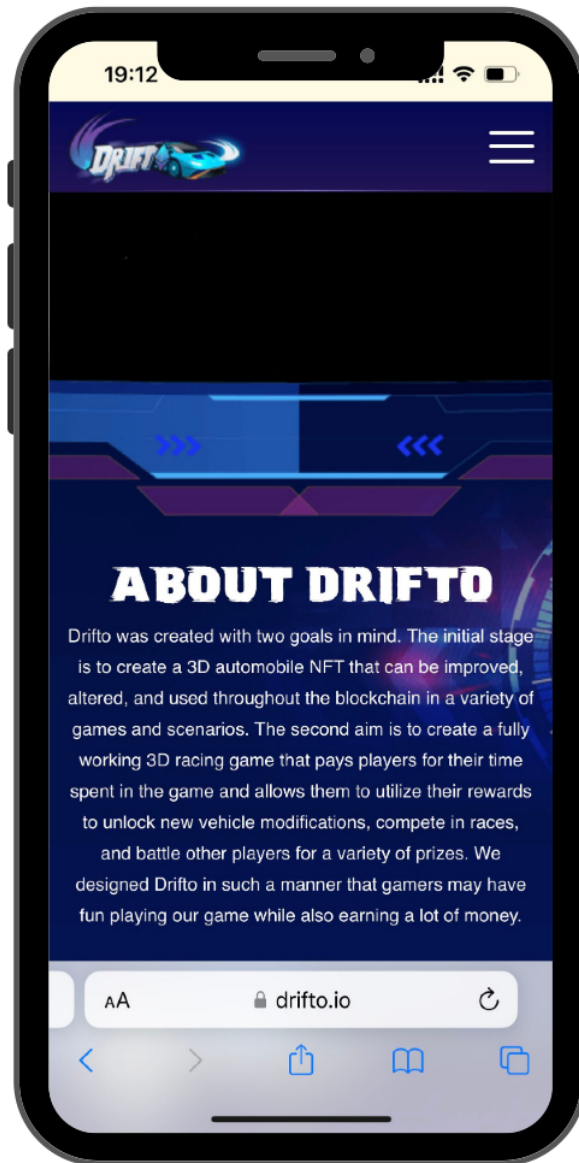 19:12
DRIFT
ABOUT DRIFTO
Drifto was created with two goals in mind. The initial stage
is to create a 3D automobile NFT that can be improved,
altered, and used throughout the blockchain in a variety of
games and scenarios. The second aim is to create a fully
working 3D racing game that pays players for their time
spent in the game and allows them to utilize their rewards
to unlock new vehicle modifications, compete in races,
and battle other players for a variety of prizes. We
designed Drifto in such a manner that gamers may have
fun playing our game while also earning a lot of money.
AA drifto.io